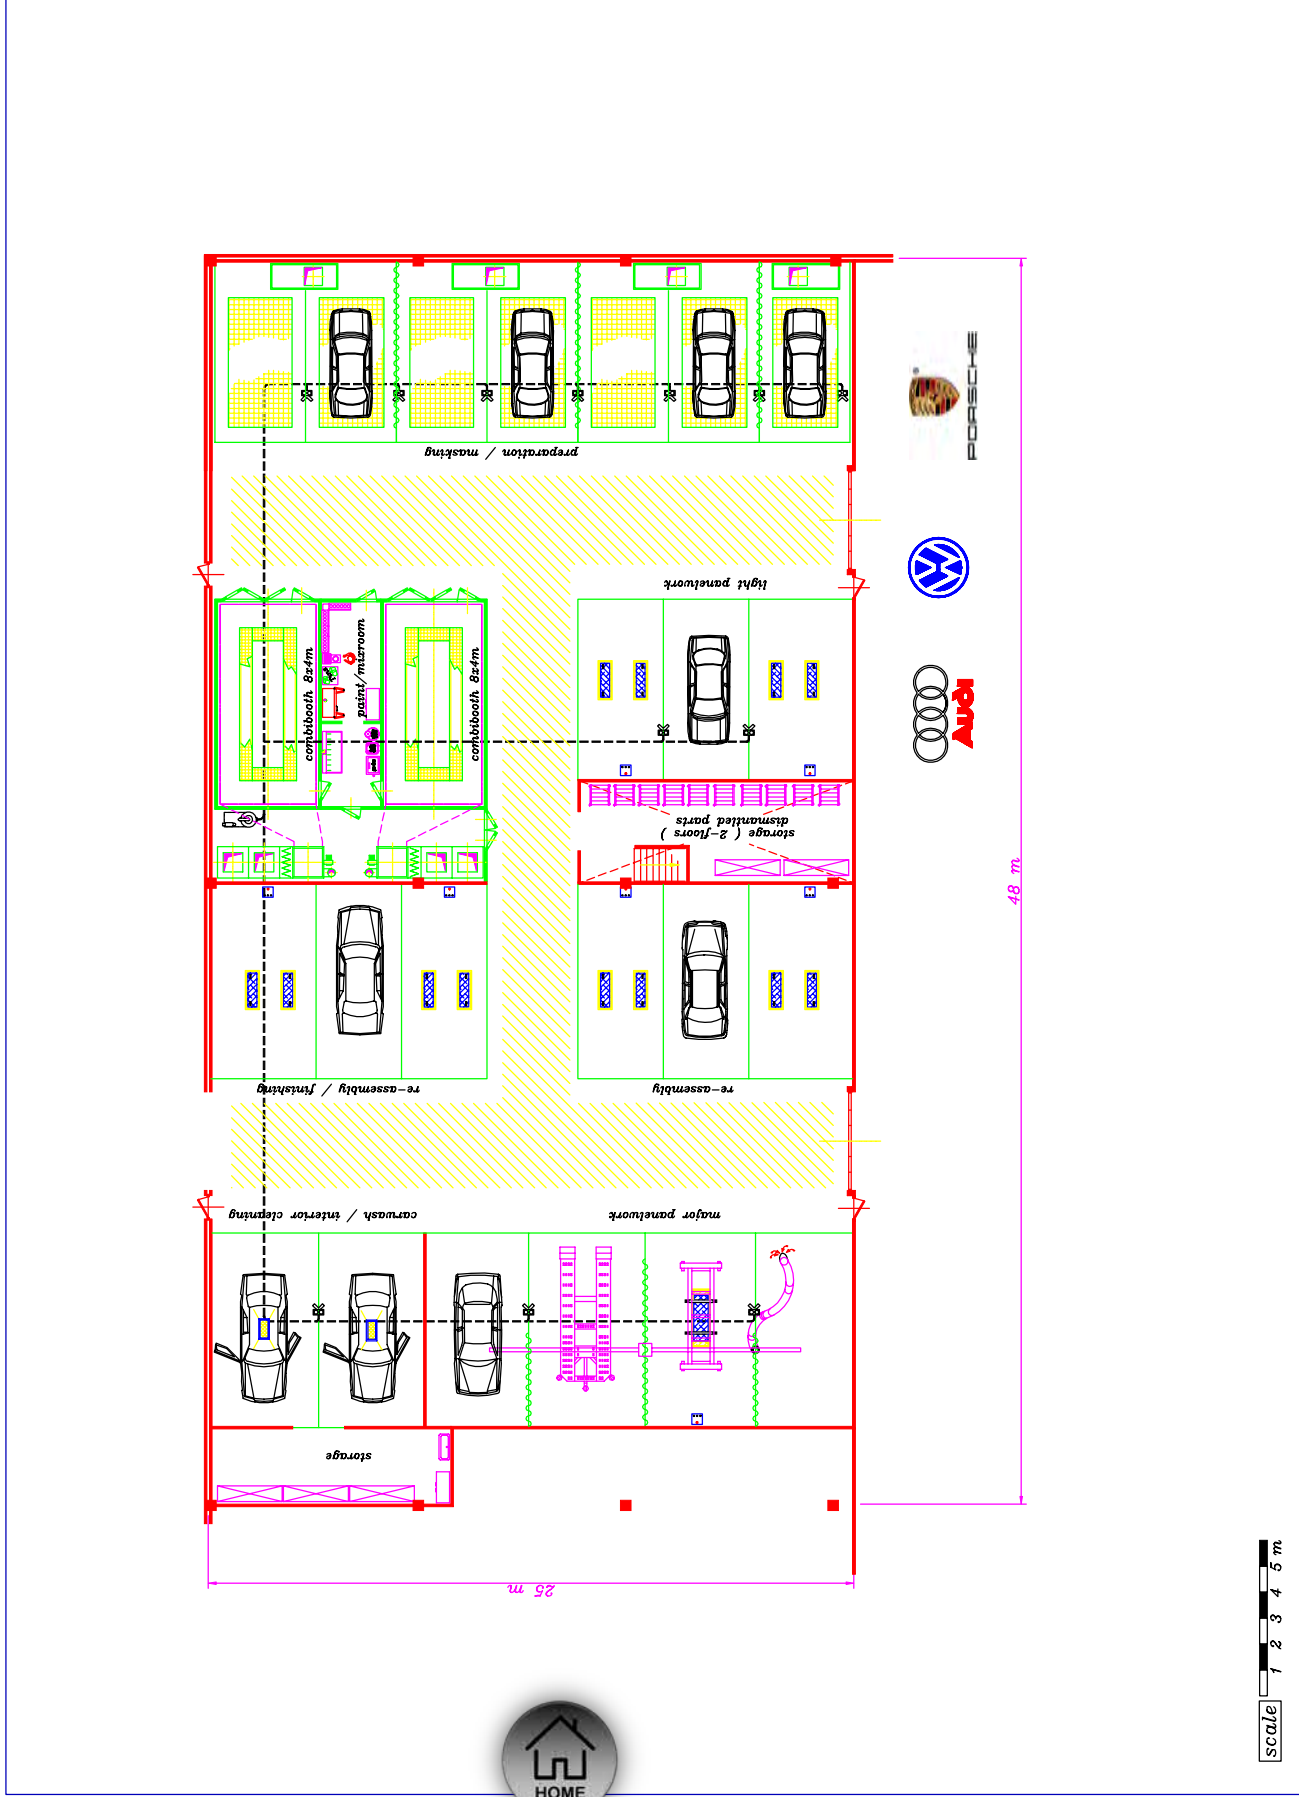 preparation / masking
PORSCHE
light panelwork
combibooth 8x4m
paint/mixroom
combibooth 8x4m
storage ( 2-floors )
dismantled parts
Audi
48 m
re-assembly / finishing
re-assembly
carwash / interior cleaning
major panelwork
storage
25 m
scale
1 2 3 4 5 m
HOME